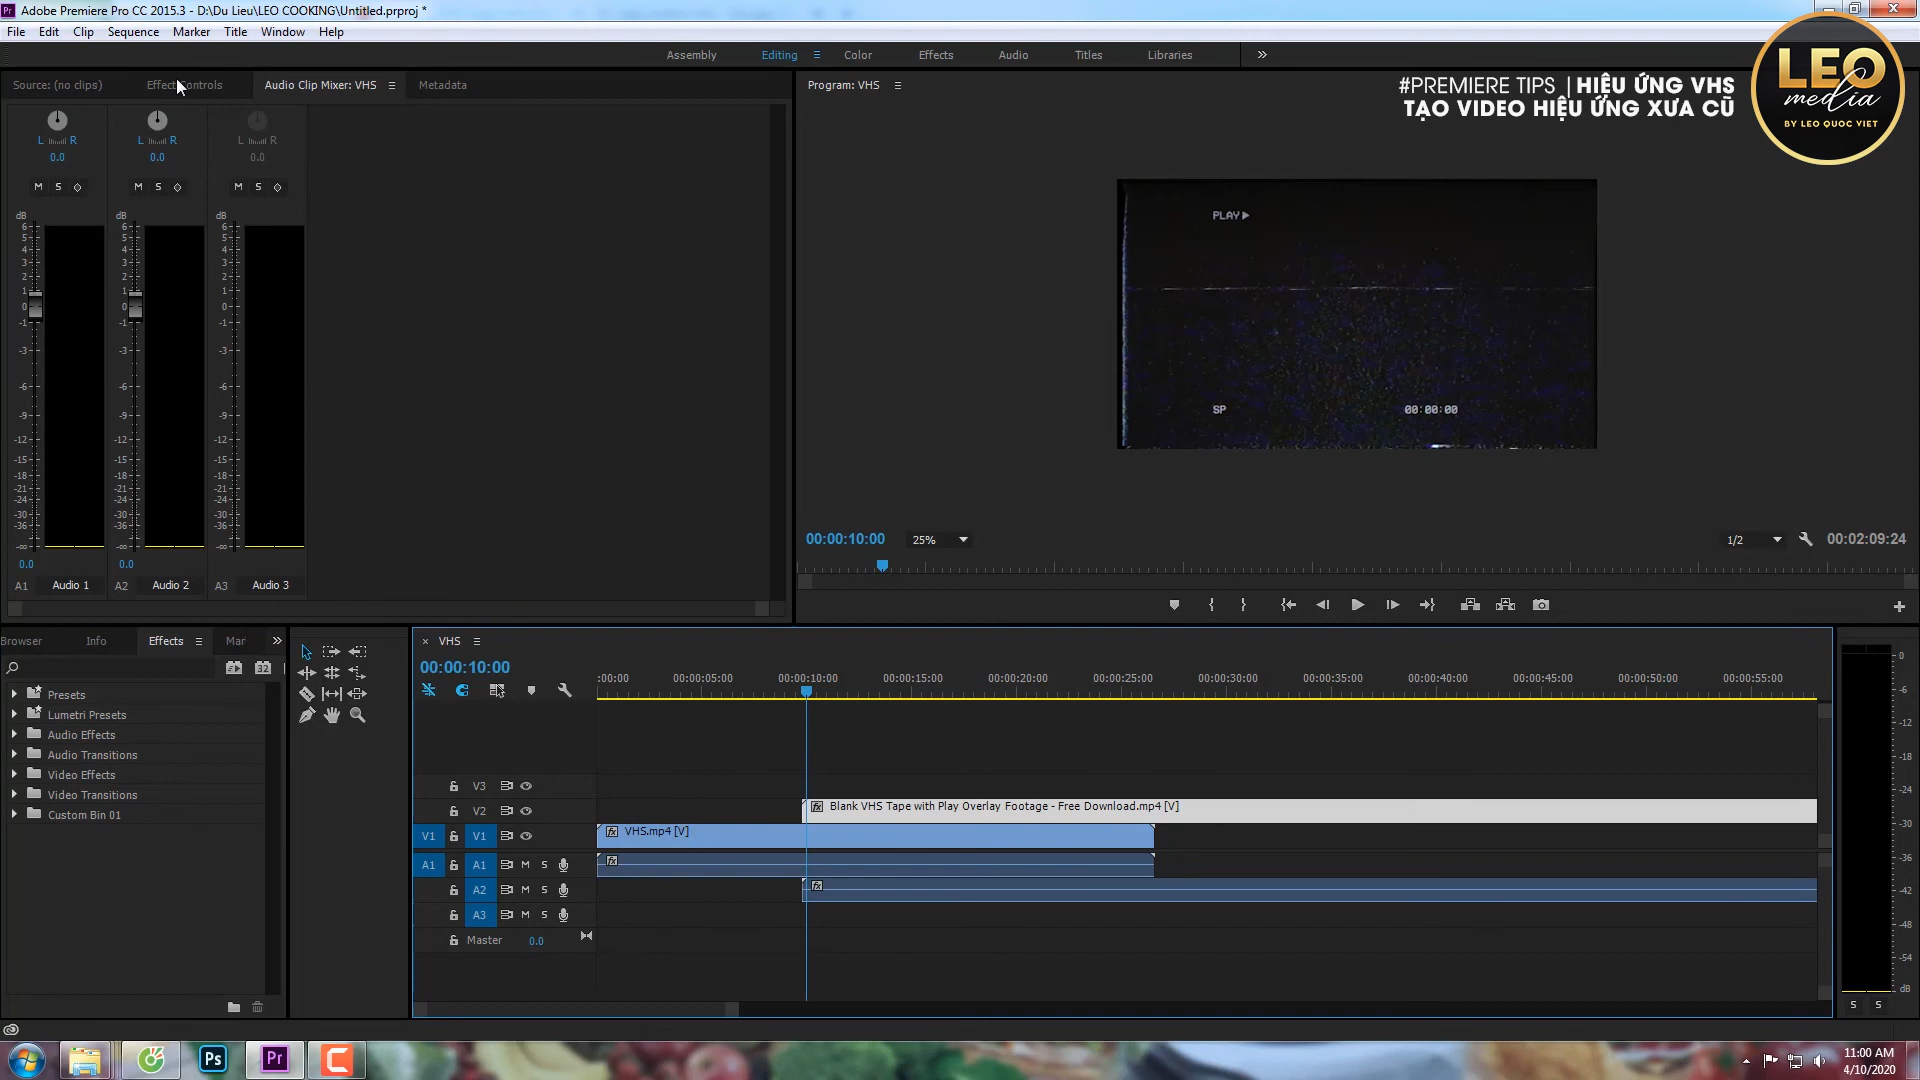 Adobe Premiere Pro CC 2015.3 - D:\Du Lieu\LEO COOKING\Untitled.prproj *
File Edit Clip Sequence Marker Title Window Help
Assembly Editing Color Effects Audio Titles Libraries
Source: (no clips) Effect Controls Audio Clip Mixer: VHS Metadata
Program: VHS
#PREMIERE TIPS | HIỆU ỨNG VHS
TẠO VIDEO HIỆU ỨNG XƯA CŨ
LEO
media
BY LEO QUOC VIET
L R L R L R
0.0 0.0 0.0
M S M S M S
dB dB dB
6 6 6
5 5 5
4 4 4
3 3 3
2 2 2
1 1 1
0 0 0
-1 -1 -1
-3 -3 -3
-6 -6 -6
-9 -9 -9
-12 -12 -12
-15 -15 -15
-18 -18 -18
-21 -21 -21
-24 -24 -24
-30 -30 -30
-36 -36 -36
-∞ -∞ -∞
0.0 0.0
A1 Audio 1 A2 Audio 2 A3 Audio 3
PLAY
SP 00:00:00
00:00:10:00 25% 1/2 00:02:09:24
Browser Info Effects Mar
32
Presets
Lumetri Presets
Audio Effects
Audio Transitions
Video Effects
Video Transitions
Custom Bin 01
VHS
00:00:10:00
:00:00 00:00:05:00 00:00:10:00 00:00:15:00 00:00:20:00 00:00:25:00 00:00:30:00 00:00:35:00 00:00:40:00 00:00:45:00 00:00:50:00 00:00:55:00
V3
V2 Blank VHS Tape with Play Overlay Footage - Free Download.mp4 [V]
V1 V1 VHS.mp4 [V]
A1 A1 M S
A2 M S
A3 M S
Master 0.0
0
-6
-12
-18
-24
-30
-36
-42
-48
-54
dB
S S
Ps Pr
11:00 AM
4/10/2020